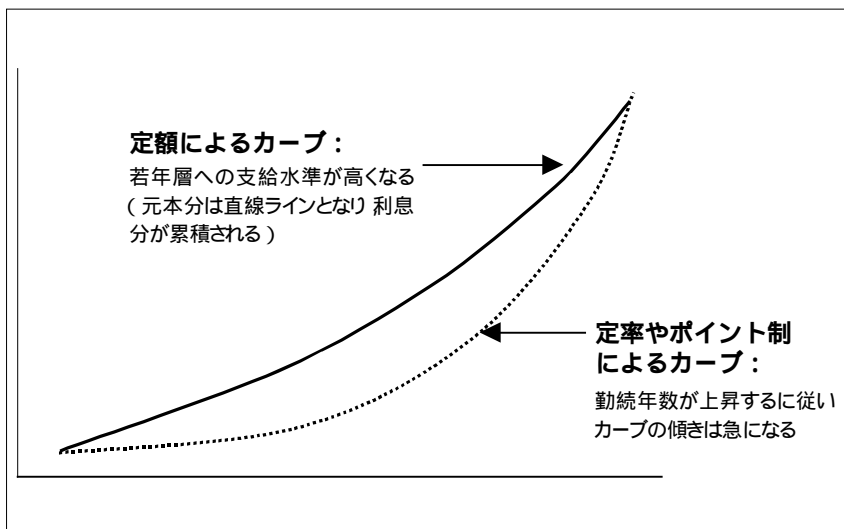 定額によるカーブ：
若年層への支給水準が高くなる
（元本分は直線ラインとなり 利息
分が累積される）
定率やポイント制
によるカーブ：
勤続年数が上昇するに従い
カーブの傾きは急になる